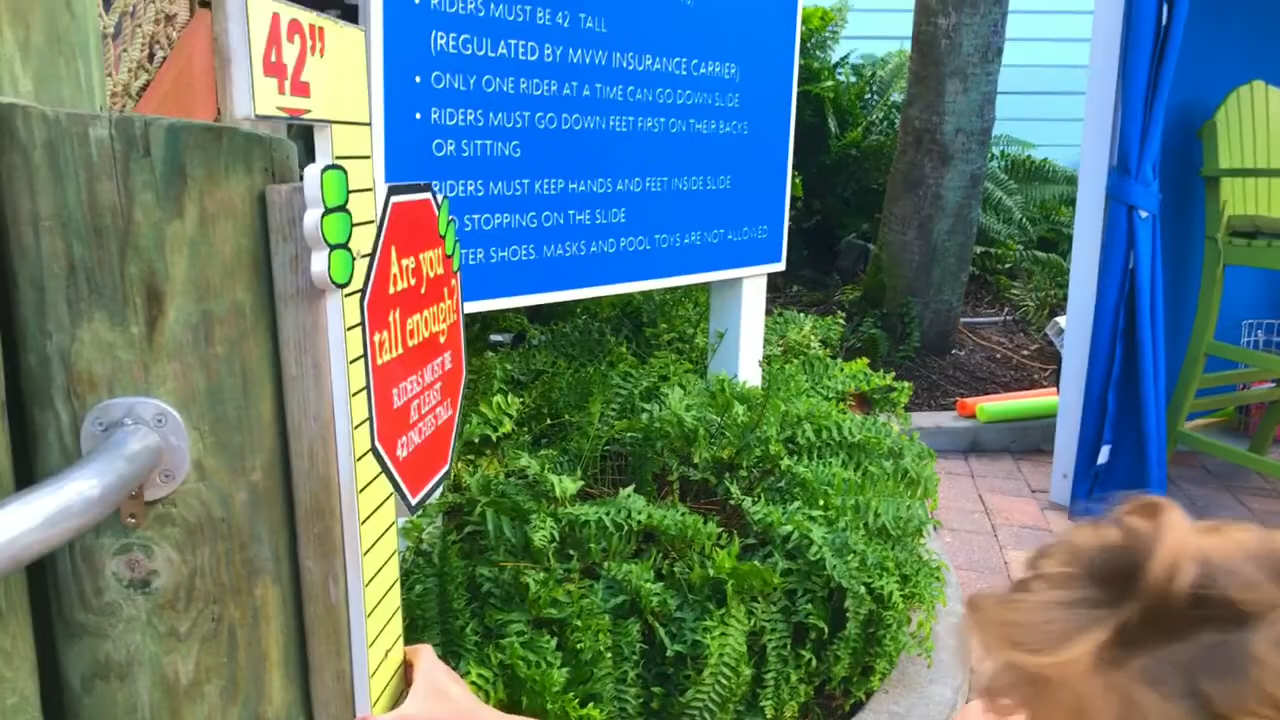 42"
RIDERS MUST BE 42 TALL
(REGULATED BY MVW INSURANCE CARRIER)
• ONLY ONE RIDER AT A TIME CAN GO DOWN SLIDE
• RIDERS MUST GO DOWN FEET FIRST ON THEIR BACKS
OR SITTING
RIDERS MUST KEEP HANDS AND FEET INSIDE SLIDE
STOPPING ON THE SLIDE
SHOES. MASKS AND POOL TOYS ARE NOT ALLOWED
Are you
tall enough?
RIDERS MUST BE
AT LEAST
42 INCHES TALL